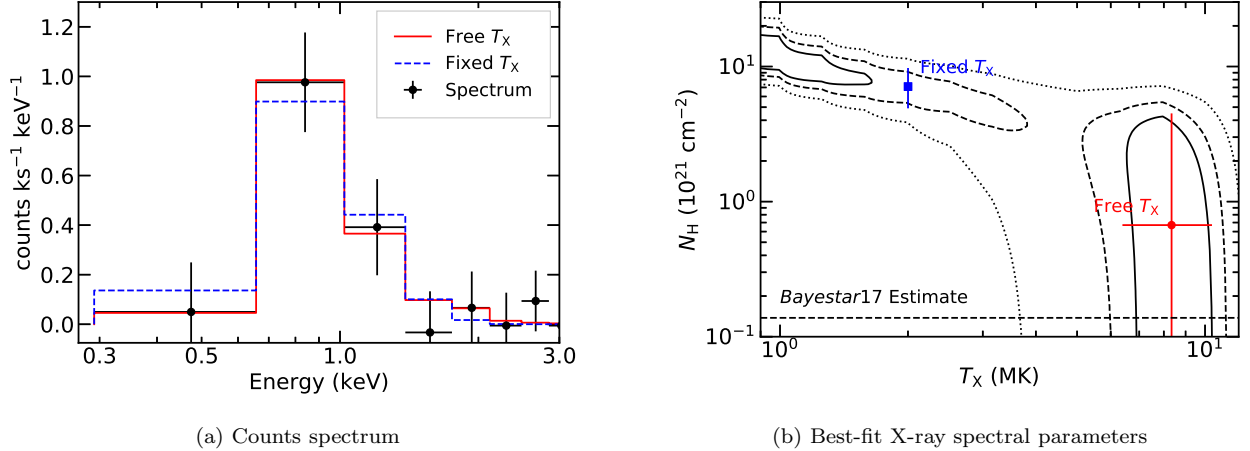 counts ks⁻¹ keV⁻¹
1.2
1.0
0.8
0.6
0.4
0.2
0.0
Free T_X
Fixed T_X
Spectrum
0.3
0.5
1.0
3.0
Energy (keV)
(a) Counts spectrum
N_H (10²¹ cm⁻²)
10¹
10⁰
10⁻¹
Fixed T_X
Free T_X
Bayestar17 Estimate
10⁰
10¹
T_X (MK)
(b) Best-fit X-ray spectral parameters